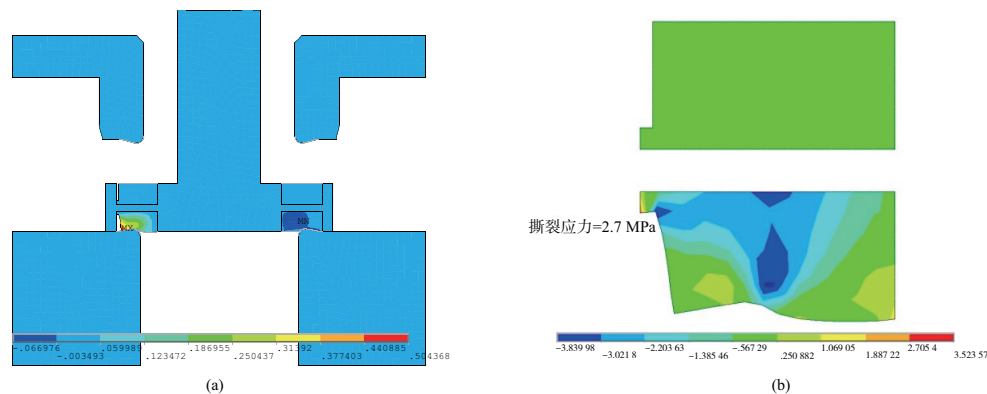 MX
MN
-.066976 .059989 .186955 .31392 .440885
-.003493 .123472 .250437 .377403 .504368
(a)
撕裂应力=2.7 MPa
−3.839 98 −2.203 63 −0.567 29 1.069 05 2.705 4
−3.021 8 −1.385 46 .250 882 1.887 22 3.523 57
(b)